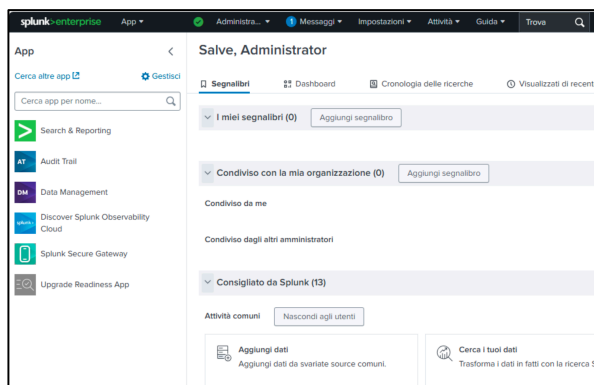 splunk>enterprise App Administra... 1 Messaggi Impostazioni Attività Guida Trova
App
Cerca altre app Gestisci
Cerca app per nome...
Search & Reporting
AT Audit Trail
DM Data Management
Discover Splunk Observability
Cloud
Splunk Secure Gateway
Upgrade Readiness App
Salve, Administrator
Segnalibri Dashboard Cronologia delle ricerche Visualizzati di recent
I miei segnalibri (0) Aggiungi segnalibro
Condiviso con la mia organizzazione (0) Aggiungi segnalibro
Condiviso da me
Condiviso dagli altri amministratori
Consigliato da Splunk (13)
Attività comuni Nascondi agli utenti
Aggiungi dati
Aggiungi dati da svariate source comuni.
Cerca i tuoi dati
Trasforma i dati in fatti con la ricerca S